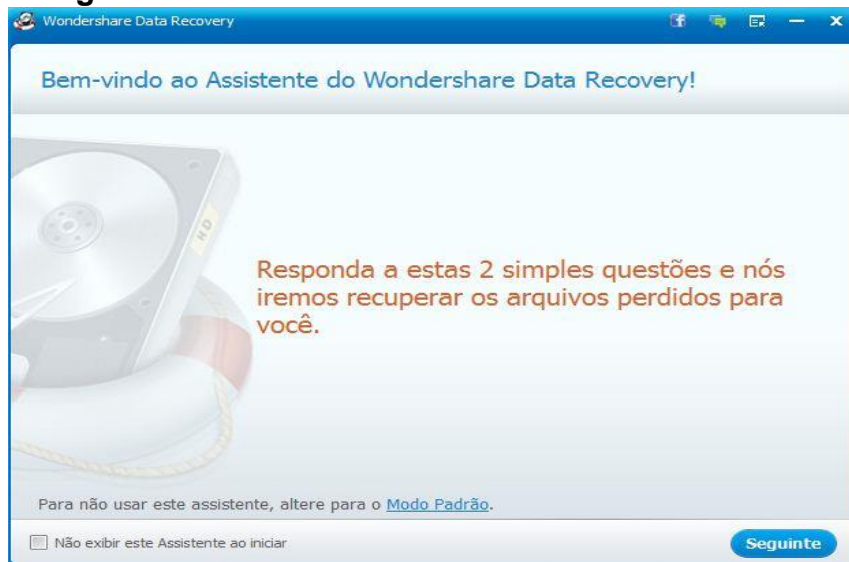 Wondershare Data Recovery
Bem-vindo ao Assistente do Wondershare Data Recovery!
HD
Responda a estas 2 simples questões e nós
iremos recuperar os arquivos perdidos para
você.
Para não usar este assistente, altere para o Modo Padrão.
Não exibir este Assistente ao iniciar
Seguinte